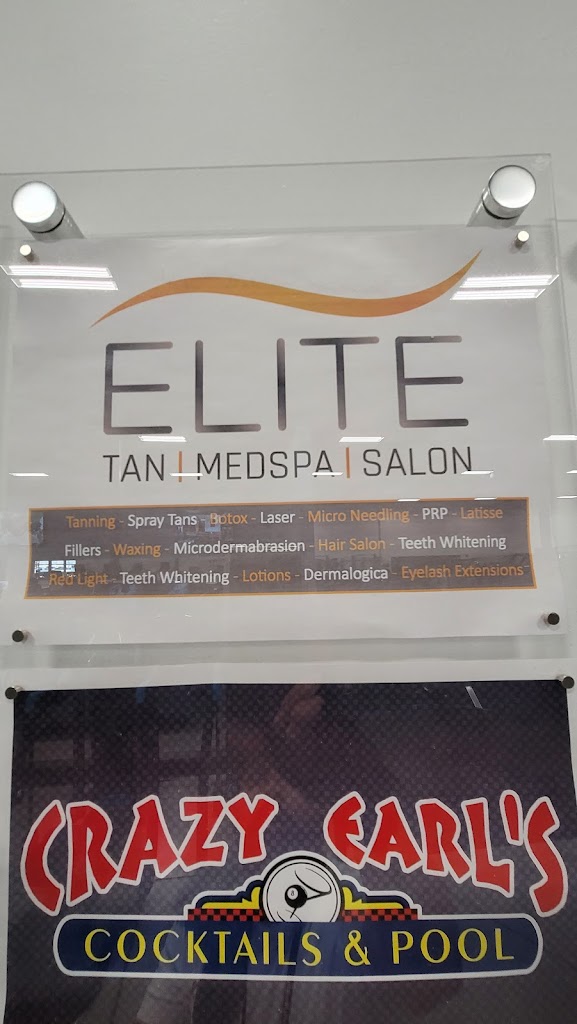 ELITE
TAN | MEDSPA | SALON
Tanning - Spray Tans - Botox - Laser - Micro Needling - PRP - Latisse
Fillers - Waxing - Microdermabrasion - Hair Salon - Teeth Whitening
Red Light - Teeth Whitening - Lotions - Dermalogica - Eyelash Extensions
CRAZY EARL'S
COCKTAILS & POOL